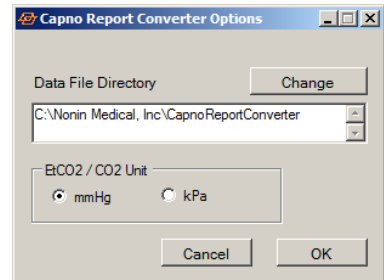 Capno Report Converter Options
Data File Directory
Change
C:\Nonin Medical, Inc\CapnoReportConverter
EtCO2 / CO2 Unit
mmHg
kPa
Cancel
OK